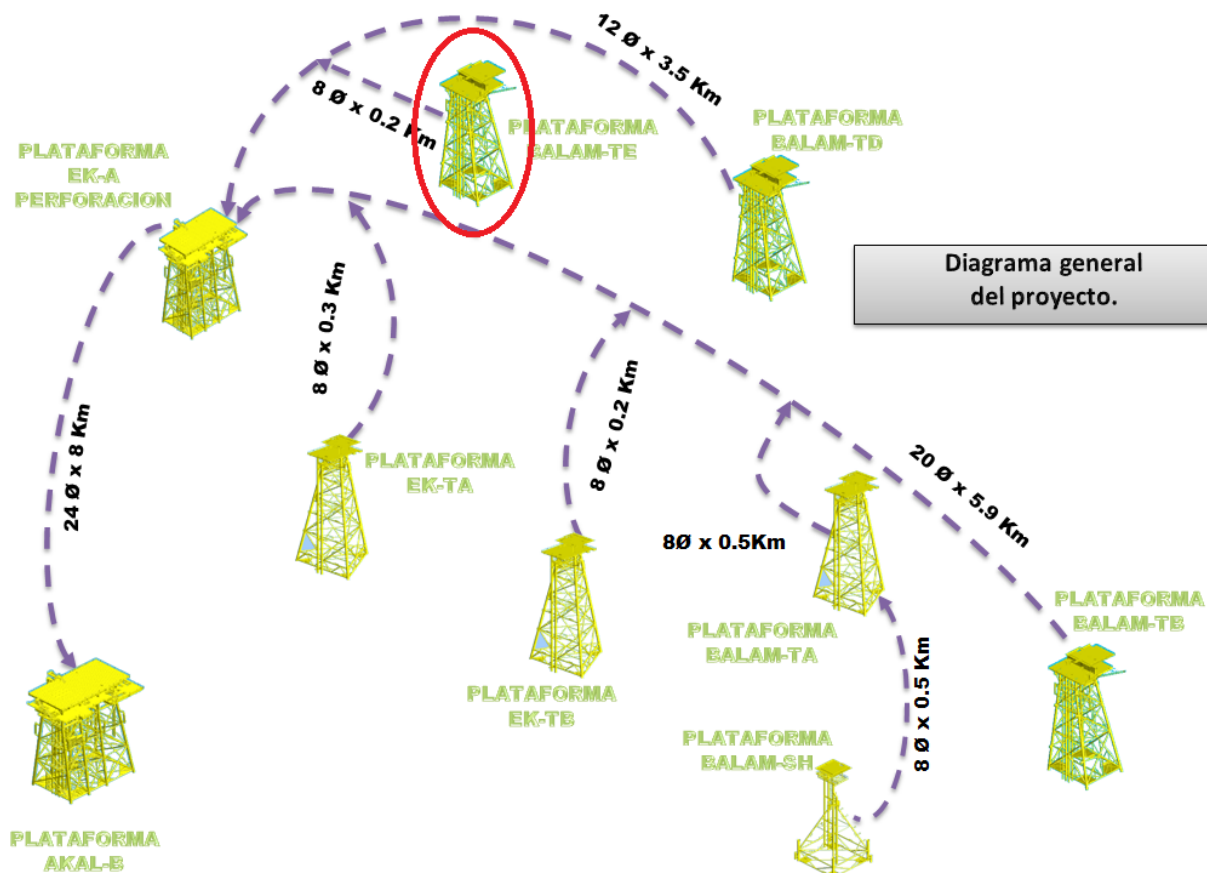 12 Ø x 3.5 Km
8 Ø x 0.2 Km
PLATAFORMA
BALAM-TE
PLATAFORMA
BALAM-TD
PLATAFORMA
EK-A
PERFORACION
Diagrama general
del proyecto.
8 Ø x 0.3 Km
24 Ø x 8 Km
8 Ø x 0.2 Km
PLATAFORMA
EK-TA
20 Ø x 5.9 Km
8Ø x 0.5Km
PLATAFORMA
BALAM-TB
PLATAFORMA
BALAM-TA
8 Ø x 0.5 Km
PLATAFORMA
EK-TB
PLATAFORMA
BALAM-SH
PLATAFORMA
AKAL-B